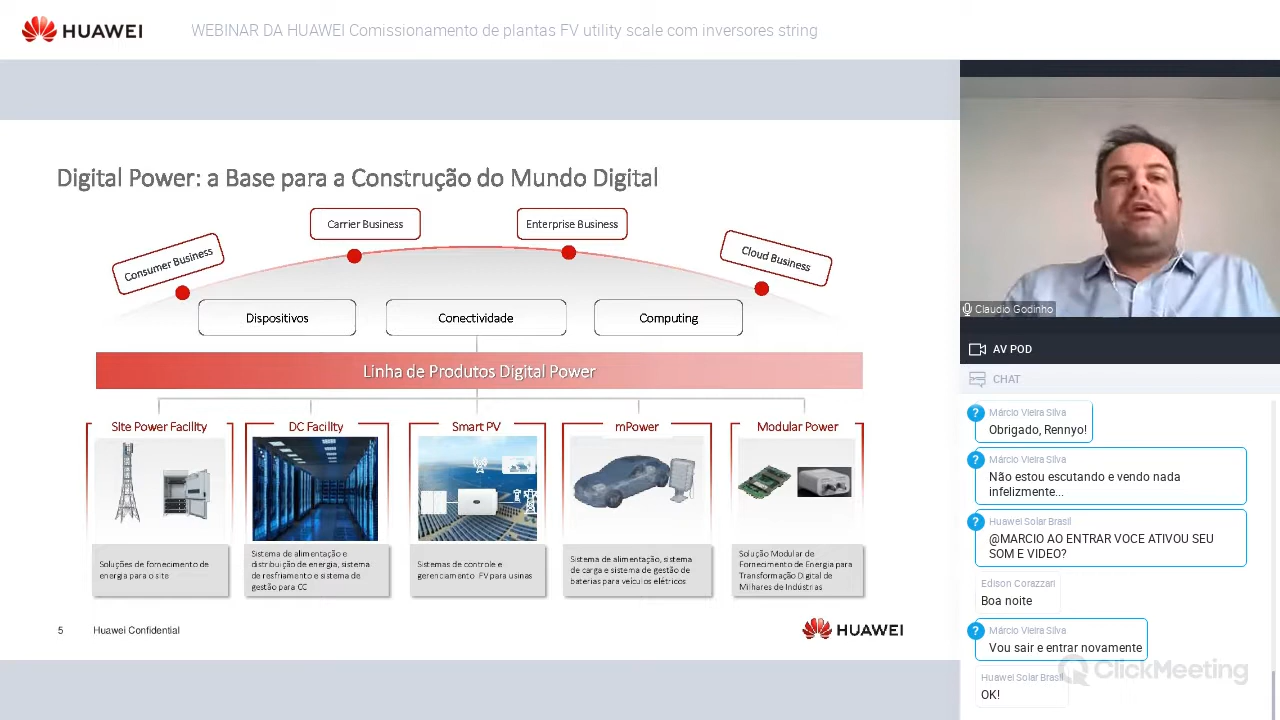 HUAWEI
WEBINAR DA HUAWEI Comissionamento de plantas FV utility scale com inversores string
Digital Power: a Base para a Construção do Mundo Digital
Consumer Business
Carrier Business
Enterprise Business
Cloud Business
Dispositivos
Conectividade
Computing
Linha de Produtos Digital Power
Site Power Facility
DC Facility
Smart PV
mPower
Modular Power
Soluções de fornecimento de
energia para o site
Sistema de alimentação e
distribuição de energia, sistema
de resfriamento e sistema de
gestão para CC
Sistemas de controle e
gerenciamento FV para usinas
Sistema de alimentação, sistema
de carga e sistema de gestão de
baterias para veículos elétricos
Solução Modular de
Fornecimento de Energia para
Transformação Digital de
Milhares de Indústrias
5
Huawei Confidential
HUAWEI
Claudio Godinho
AV POD
CHAT
? Márcio Vieira Silva
Obrigado, Rennyo!
? Márcio Vieira Silva
Não estou escutando e vendo nada
infelizmente...
? Huawei Solar Brasil
@MARCIO AO ENTRAR VOCE ATIVOU SEU
SOM E VIDEO?
Edison Corazzari
Boa noite
? Márcio Vieira Silva
Vou sair e entrar novamente
Huawei Solar Brasil
OK!
ClickMeeting